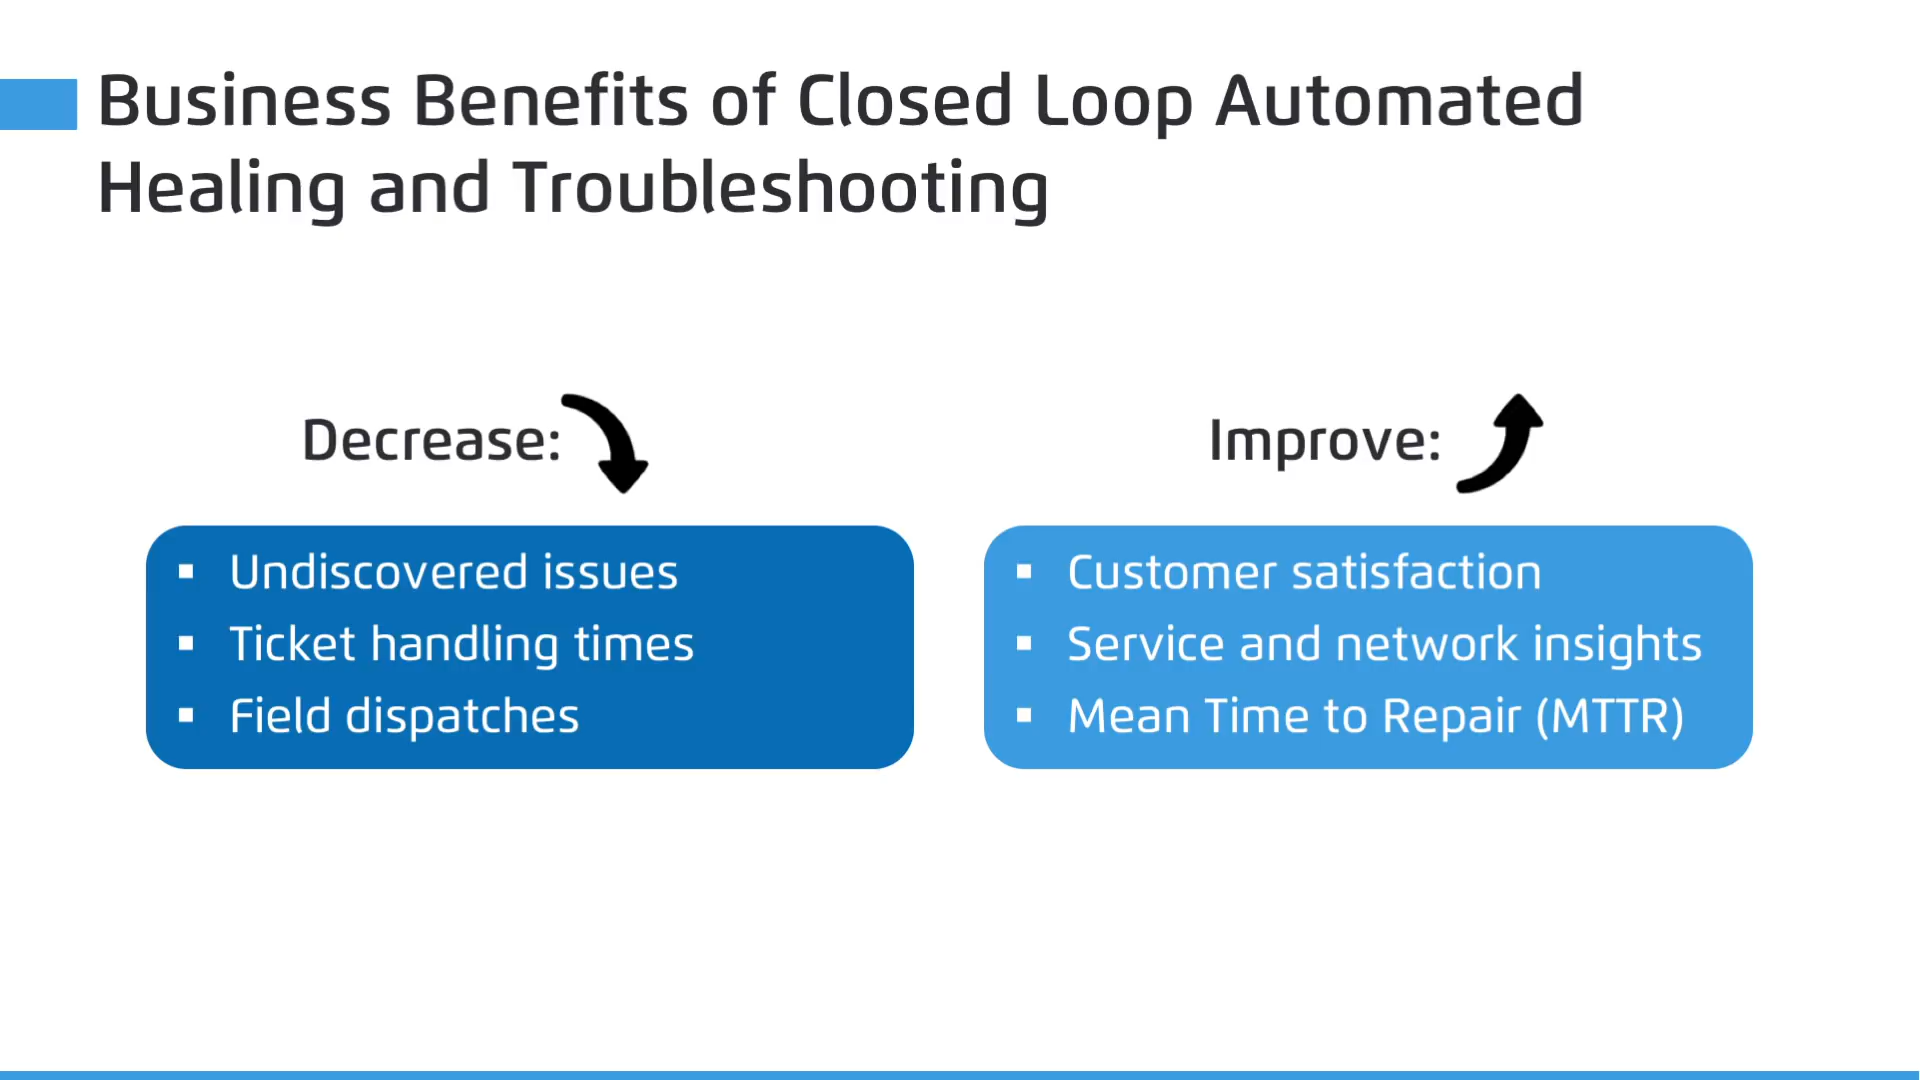 Business Benefits of Closed Loop Automated
Healing and Troubleshooting
Decrease:
▪ Undiscovered issues
▪ Ticket handling times
▪ Field dispatches
Improve:
▪ Customer satisfaction
▪ Service and network insights
▪ Mean Time to Repair (MTTR)